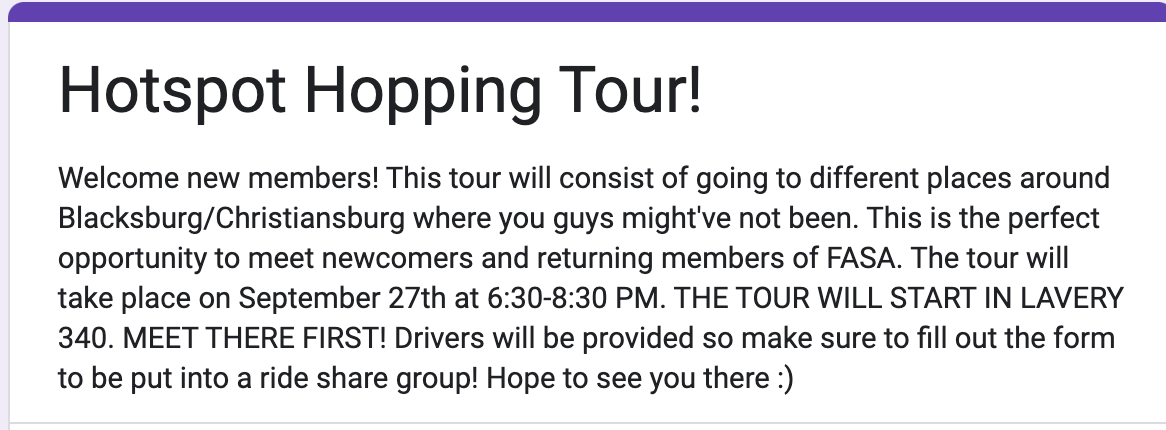 Hotspot Hopping Tour!
Welcome new members! This tour will consist of going to different places around
Blacksburg/Christiansburg where you guys might've not been. This is the perfect
opportunity to meet newcomers and returning members of FASA. The tour will
take place on September 27th at 6:30-8:30 PM. THE TOUR WILL START IN LAVERY
340. MEET THERE FIRST! Drivers will be provided so make sure to fill out the form
to be put into a ride share group! Hope to see you there :)